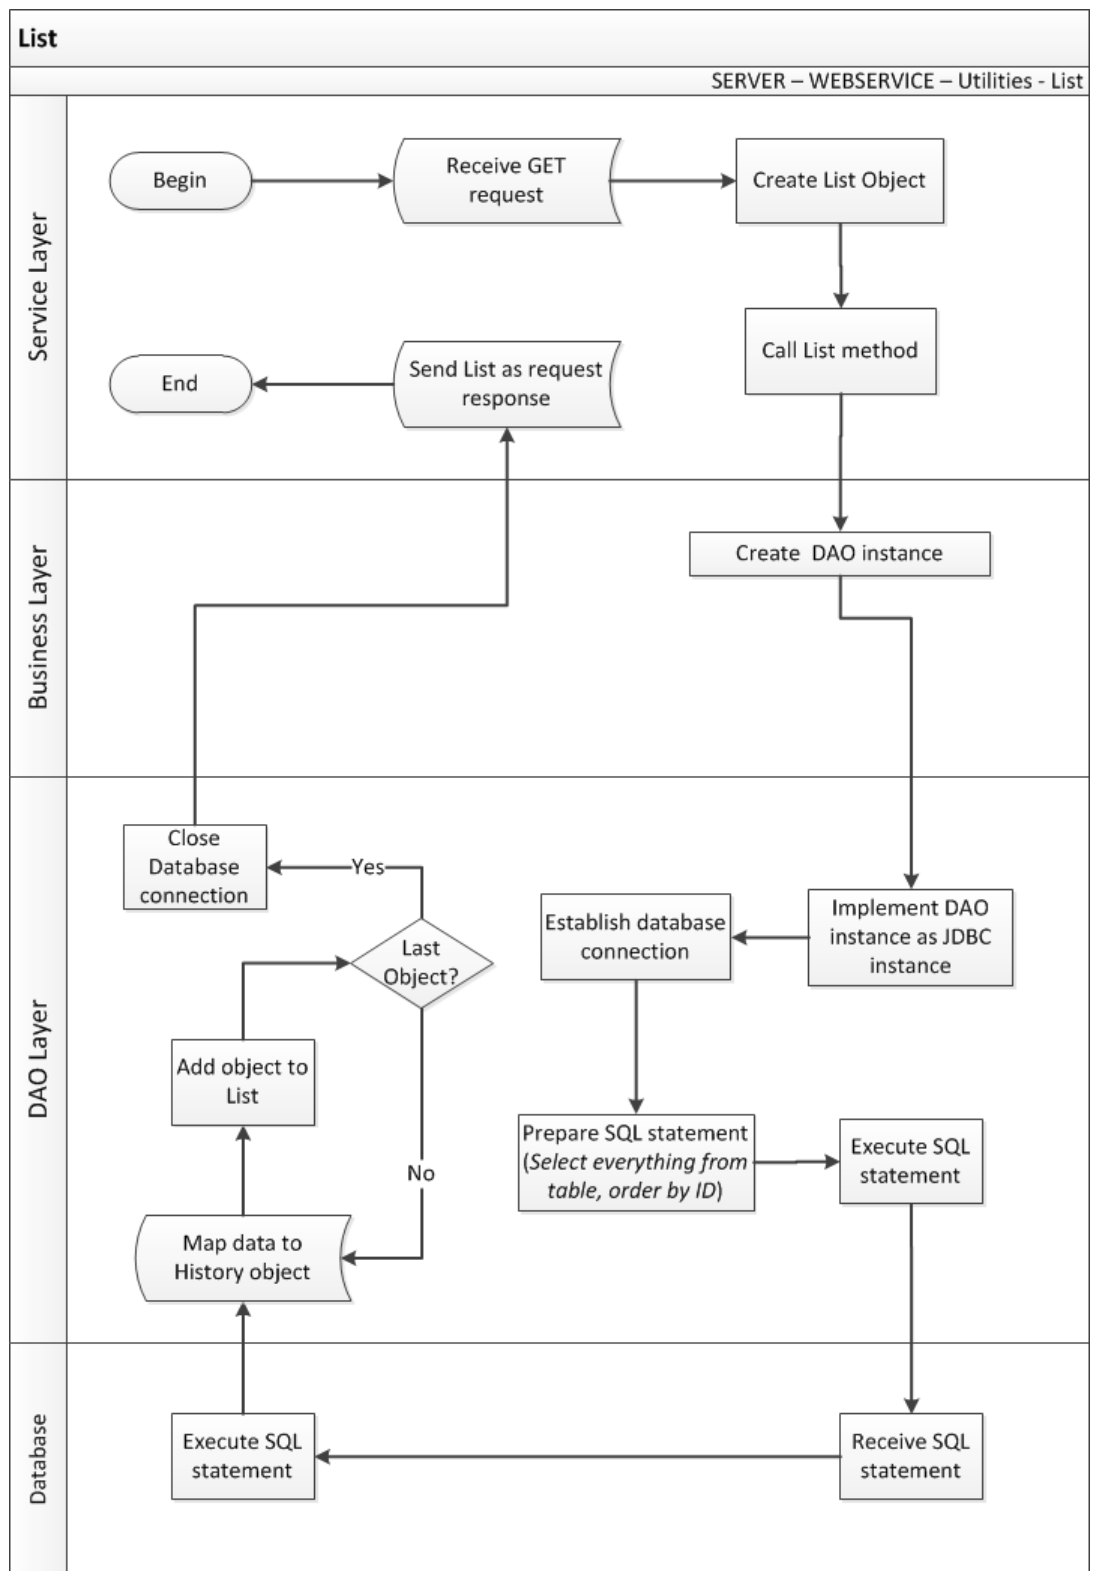 List
SERVER – WEBSERVICE – Utilities - List
Service Layer
Begin
Receive GET
request
Create List Object
Call List method
Send List as request
response
End
Business Layer
Create  DAO instance
DAO Layer
Close
Database
connection
Yes
Last
Object?
Establish database
connection
Implement DAO
instance as JDBC
instance
Add object to
List
No
Prepare SQL statement
(Select everything from
table, order by ID)
Execute SQL
statement
Map data to
History object
Database
Execute SQL
statement
Receive SQL
statement